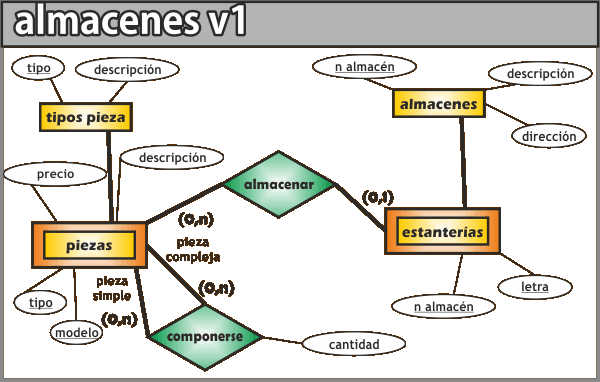 almacenes v1
tipo
descripción
n almacén
descripción
tipos pieza
almacenes
dirección
precio
descripción
almacenar
(0,n)
(0,1)
piezas
pieza
compleja
estanterías
pieza
simple
(0,n)
tipo
modelo
(0,n)
componerse
cantidad
n almacén
letra